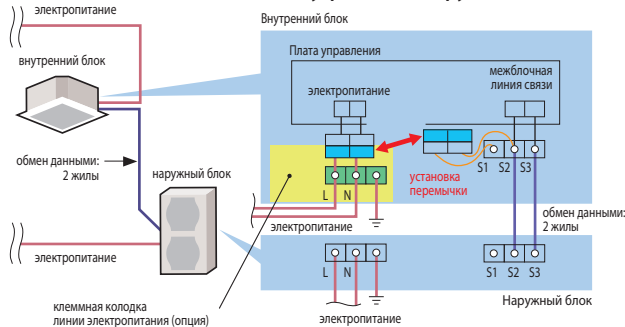 электропитание
внутренний блок
обмен данными:
2 жилы
наружный блок
электропитание
клеммная колодка
линии электропитания (опция)
Внутренний блок
Плата управления
электропитание
межблочная
линия связи
S1 S2 S3
установка
перемычки
L N
электропитание
обмен данными:
2 жилы
L N
S1 S2 S3
Наружный блок
электропитание